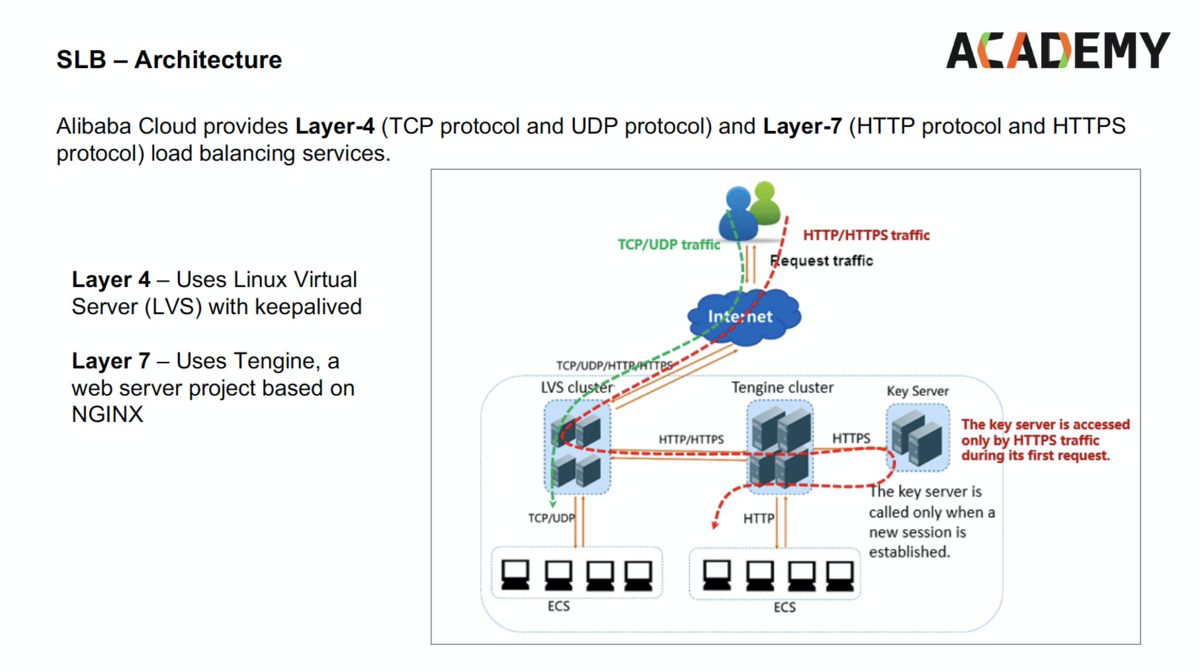 SLB – Architecture
ACADEMY
Alibaba Cloud provides Layer-4 (TCP protocol and UDP protocol) and Layer-7 (HTTP protocol and HTTPS
protocol) load balancing services.
Layer 4 – Uses Linux Virtual
Server (LVS) with keepalived
Layer 7 – Uses Tengine, a
web server project based on
NGINX
TCP/UDP traffic
HTTP/HTTPS traffic
Request traffic
Internet
TCP/UDP/HTTP/HTTPS
LVS cluster
Tengine cluster
Key Server
HTTP/HTTPS
HTTPS
The key server is accessed
only by HTTPS traffic
during its first request.
The key server is
called only when a
new session is
established.
TCP/UDP
HTTP
ECS
ECS